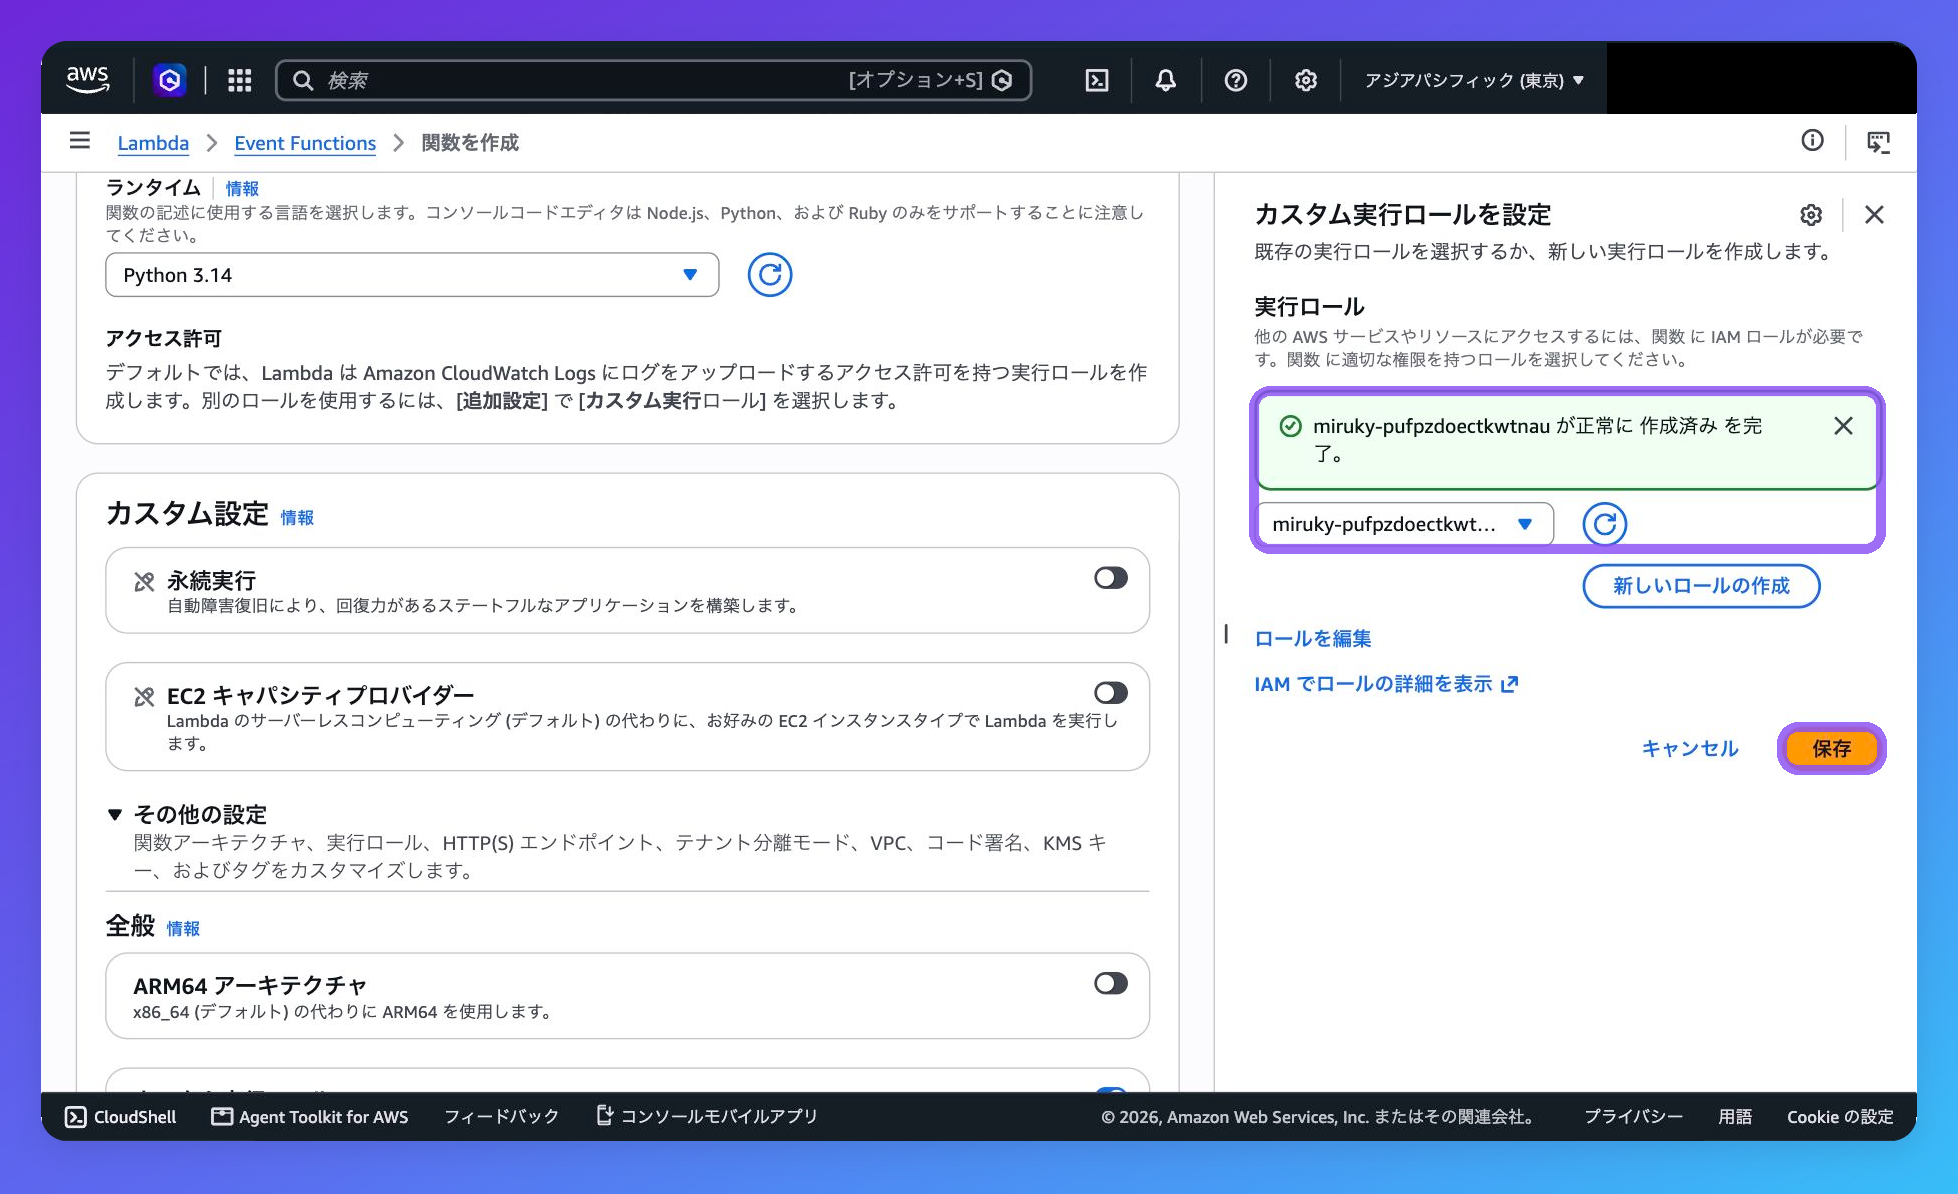 aws
検索
[オプション+S]
アジアパシフィック (東京) ▼
Lambda > Event Functions > 関数を作成
ランタイム 情報
関数の記述に使用する言語を選択します。コンソールコードエディタは Node.js、Python、および Ruby のみをサポートすることに注意し
てください。
Python 3.14
アクセス許可
デフォルトでは、Lambda は Amazon CloudWatch Logs にログをアップロードするアクセス許可を持つ実行ロールを作
成します。別のロールを使用するには、[追加設定] で [カスタム実行ロール] を選択します。
カスタム設定 情報
永続実行
自動障害復旧により、回復力があるステートフルなアプリケーションを構築します。
EC2 キャパシティプロバイダー
Lambda のサーバーレスコンピューティング (デフォルト) の代わりに、お好みの EC2 インスタンスタイプで Lambda を実行し
ます。
▼ その他の設定
関数アーキテクチャ、実行ロール、HTTP(S) エンドポイント、テナント分離モード、VPC、コード署名、KMS キ
ー、およびタグをカスタマイズします。
全般 情報
ARM64 アーキテクチャ
x86_64 (デフォルト) の代わりに ARM64 を使用します。
カスタム実行ロールを設定
既存の実行ロールを選択するか、新しい実行ロールを作成します。
実行ロール
他の AWS サービスやリソースにアクセスするには、関数 に IAM ロールが必要で
す。関数 に適切な権限を持つロールを選択してください。
miruky-pufpzdoectkwtnau が正常に 作成済み を完
了。
miruky-pufpzdoectkwt...
新しいロールの作成
ロールを編集
IAM でロールの詳細を表示
キャンセル
保存
CloudShell
Agent Toolkit for AWS
フィードバック
コンソールモバイルアプリ
© 2026, Amazon Web Services, Inc. またはその関連会社。
プライバシー
用語
Cookie の設定